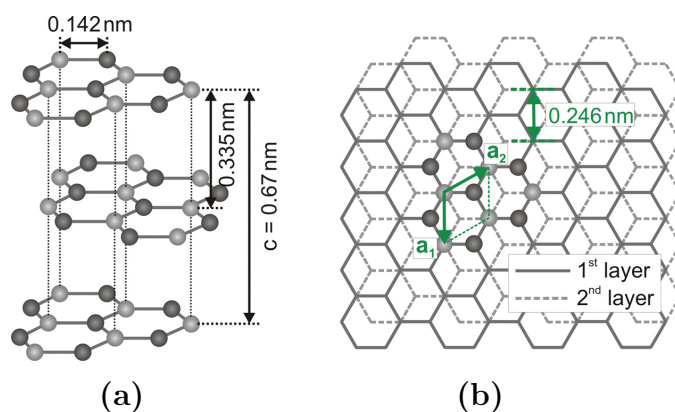 0.142 nm
0.335 nm
c = 0.67 nm
(a)
0.246 nm
a₂
a₁
1ˢᵗ layer
2ⁿᵈ layer
(b)